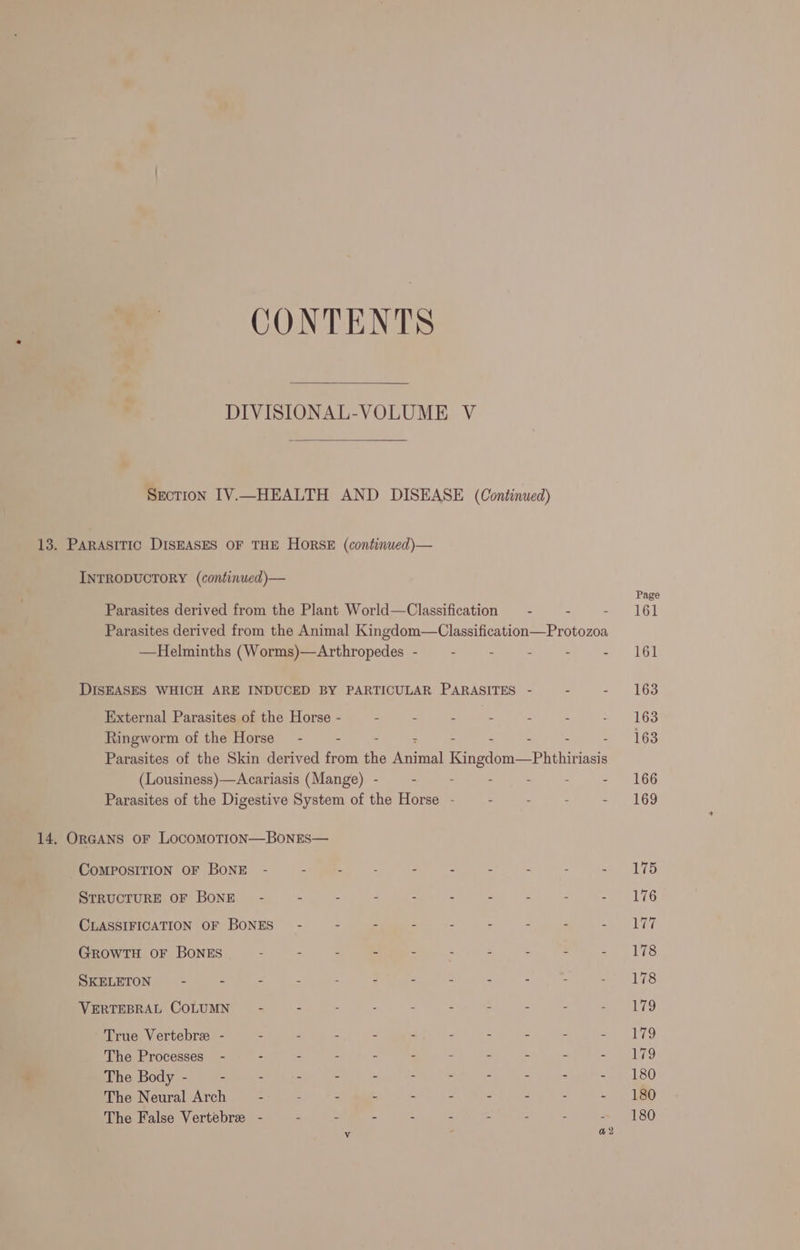 CONTENTS
DIVISIONAL-VOLUME V
Section IV.—HEALTH AND DISEASE (Continued)
13. Parasitic Diseases of the Horse (continued)—
Introductory (continued)—
Page
Parasites derived from the Plant World—Classification - - - 161
Parasites derived from the Animal Kingdom—Classification—Protozoa
—Helminths (Worms)—Arthropedes - - - - - - 161
Diseases which are induced by particular Parasites - - - 163
External Parasites of the Horse - - - - - - - - 163
Ringworm of the Horse - - - - - - - - - 163
Parasites of the Skin derived from the Animal Kingdom—Phthiriasis
(Lousiness)—Acariasis (Mange) - - - - - - - 166
Parasites of the Digestive System of the Horse - - - - - 169
14. Organs of Locomotion—Bones—
Composition of Bone - - - - - - - - - - 175
Structure of Bone - - - - - - - - - - 176
Classification of Bones - - - - - - - - - 177
Growth of Bones - - - - - - - - - - 178
Skeleton - - - - - - - - - - - - 178
Vertebral Column - - - - - - - - - - 179
True Vertebræ - - - - - - - - - - - 179
The Processes - - - - - - - - - - - 179
The Body - - - - - - - - - - - - 180
The Neural Arch - - - - - - - - - - 180
The False Vertebræ - - - - - - - - - - 180
v a2